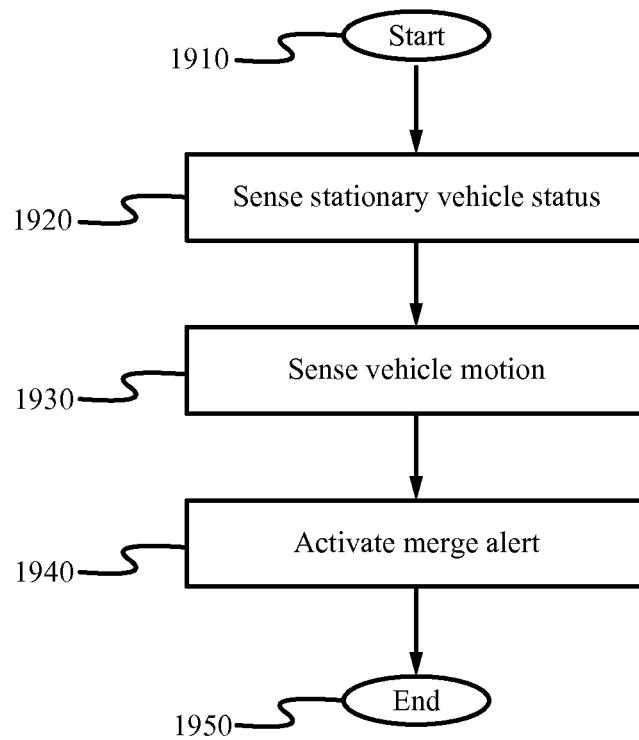 Start
1910
Sense stationary vehicle status
1920
Sense vehicle motion
1930
Activate merge alert
1940
End
1950